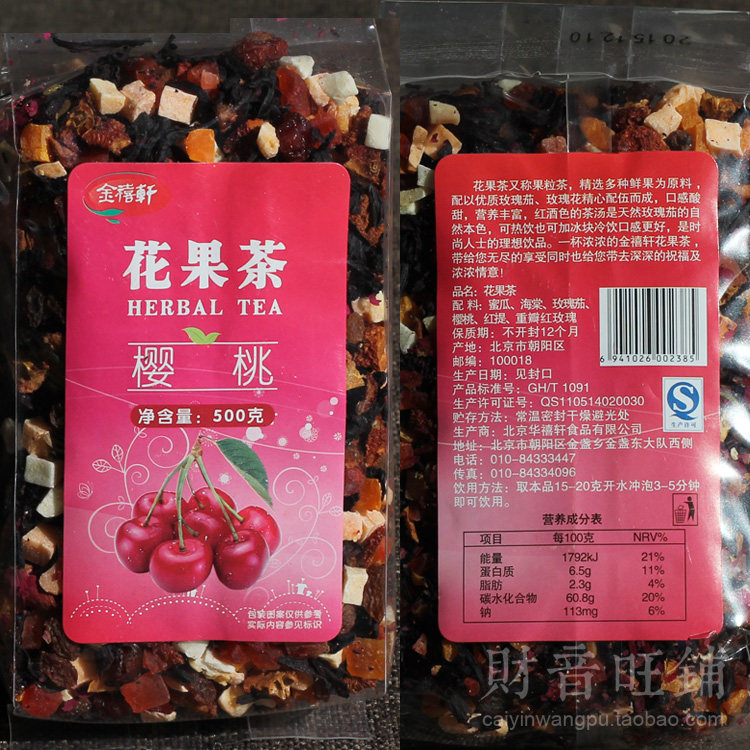 金禧軒
花果茶
HERBAL TEA
樱 桃
净含量：500克
包装图案仅供参考
实际内容参见标识
2015.12.10
花果茶又称果粒茶，精选多种鲜果为原料，
配以优质玫瑰茄、玫瑰花精心配伍而成，口感酸
甜，营养丰富，红酒色的茶汤是天然玫瑰茄的自
然本色，可热饮也可加冰块冷饮口感更好，是时
尚人士的理想饮品。一杯浓浓的金禧轩花果茶，
带给您无尽的享受同时也给您带去深深的祝福及
浓浓情意！
品名：花果茶
配 料：蜜瓜、海棠、玫瑰茄、
樱桃、红提、重瓣红玫瑰
保质期：不开封12个月
产地：北京市朝阳区
邮编：100018
生产日期：见封口
产品标准号：GH/T 1091
生产许可证号：QS110514020030
贮存方法：常温密封干燥避光处
生产商：北京华禧轩食品有限公司
地址：北京市朝阳区金盏乡金盏东大队西侧
电话：010-84333447
传真：010-84334096
饮用方法：取本品15-20克开水冲泡3-5分钟
即可饮用。
6 941026 002385
QS
生产许可
营养成分表
项目 每100克 NRV%
能量 1792kJ 21%
蛋白质 6.5g 11%
脂肪 2.3g 4%
碳水化合物 60.8g 20%
钠 113mg 6%
財音旺鋪
caiyinwangpu.taobao.com